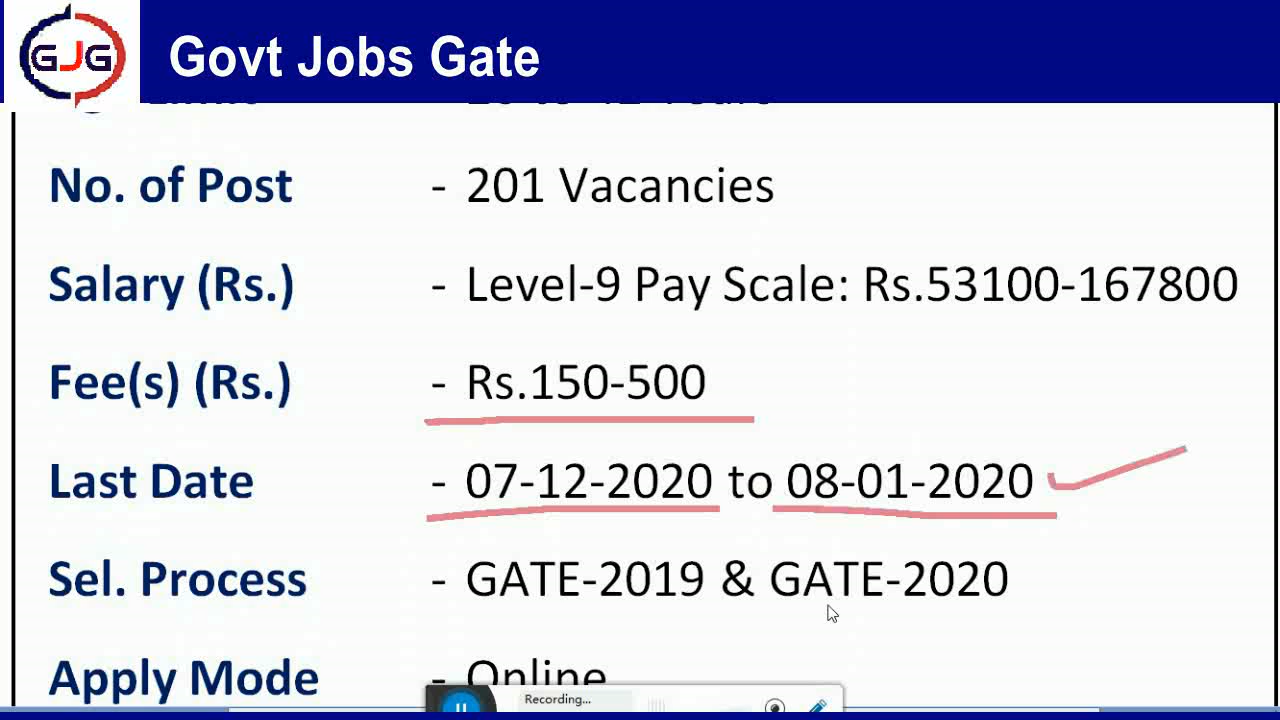 GJG
Govt Jobs Gate
No. of Post - 201 Vacancies
Salary (Rs.) - Level-9 Pay Scale: Rs.53100-167800
Fee(s) (Rs.) - Rs.150-500
Last Date - 07-12-2020 to 08-01-2020
Sel. Process - GATE-2019 & GATE-2020
Apply Mode - Online
Recording...